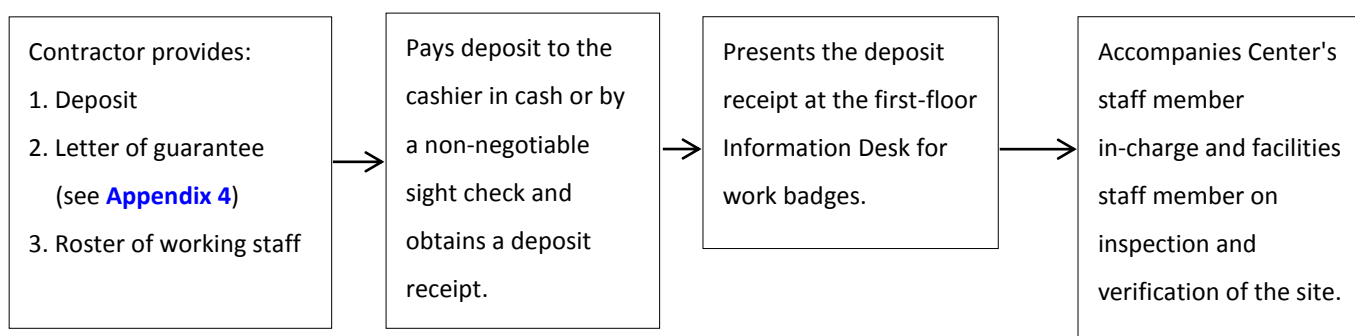 Contractor provides:
1. Deposit
2. Letter of guarantee
(see Appendix 4)
3. Roster of working staff
Pays deposit to the
cashier in cash or by
a non-negotiable
sight check and
obtains a deposit
receipt.
Presents the deposit
receipt at the first-floor
Information Desk for
work badges.
Accompanies Center's
staff member
in-charge and facilities
staff member on
inspection and
verification of the site.